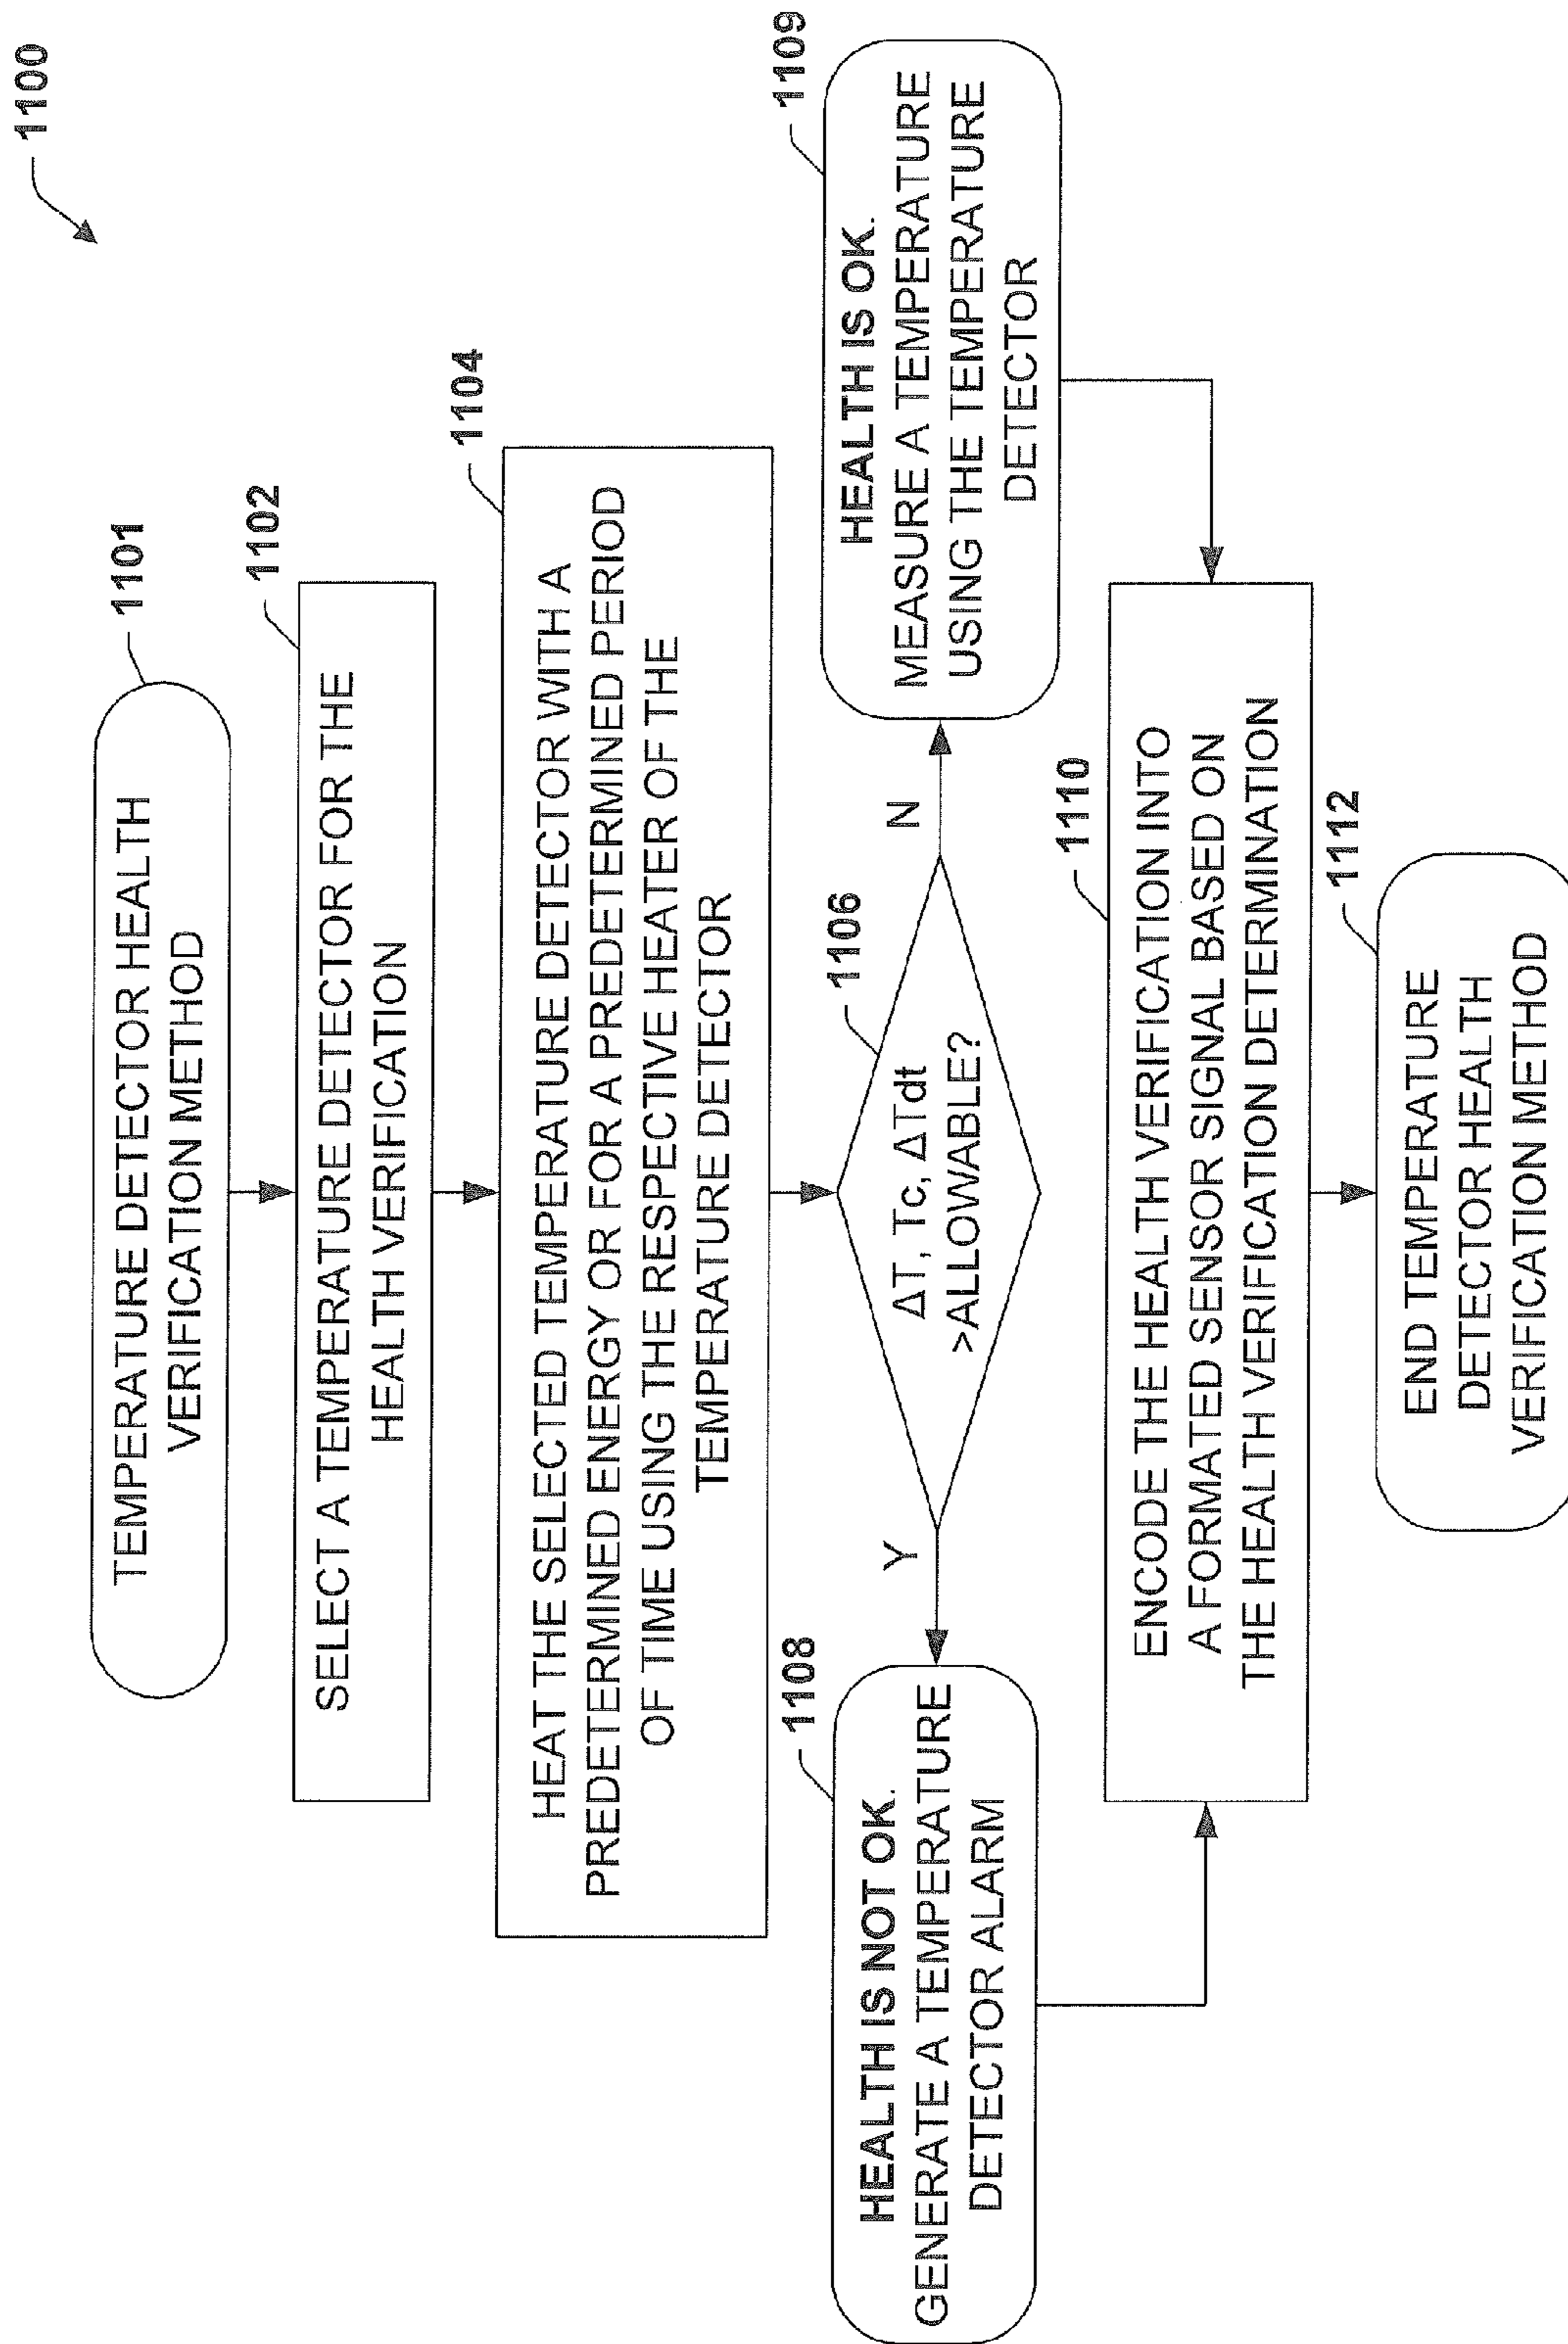 1100
1101
TEMPERATURE DETECTOR HEALTH
VERIFICATION METHOD
1102
SELECT A TEMPERATURE DETECTOR FOR THE
HEALTH VERIFICATION
1104
HEAT THE SELECTED TEMPERATURE DETECTOR WITH A
PREDETERMINED ENERGY OR FOR A PREDETERMINED PERIOD
OF TIME USING THE RESPECTIVE HEATER OF THE
TEMPERATURE DETECTOR
1106
ΔT, Tc, ΔTdt
>ALLOWABLE?
Y
N
1108
HEALTH IS NOT OK.
GENERATE A TEMPERATURE
DETECTOR ALARM
1109
HEALTH IS OK.
MEASURE A TEMPERATURE
USING THE TEMPERATURE
DETECTOR
1110
ENCODE THE HEALTH VERIFICATION INTO
A FORMATED SENSOR SIGNAL BASED ON
THE HEALTH VERIFICATION DETERMINATION
1112
END TEMPERATURE
DETECTOR HEALTH
VERIFICATION METHOD